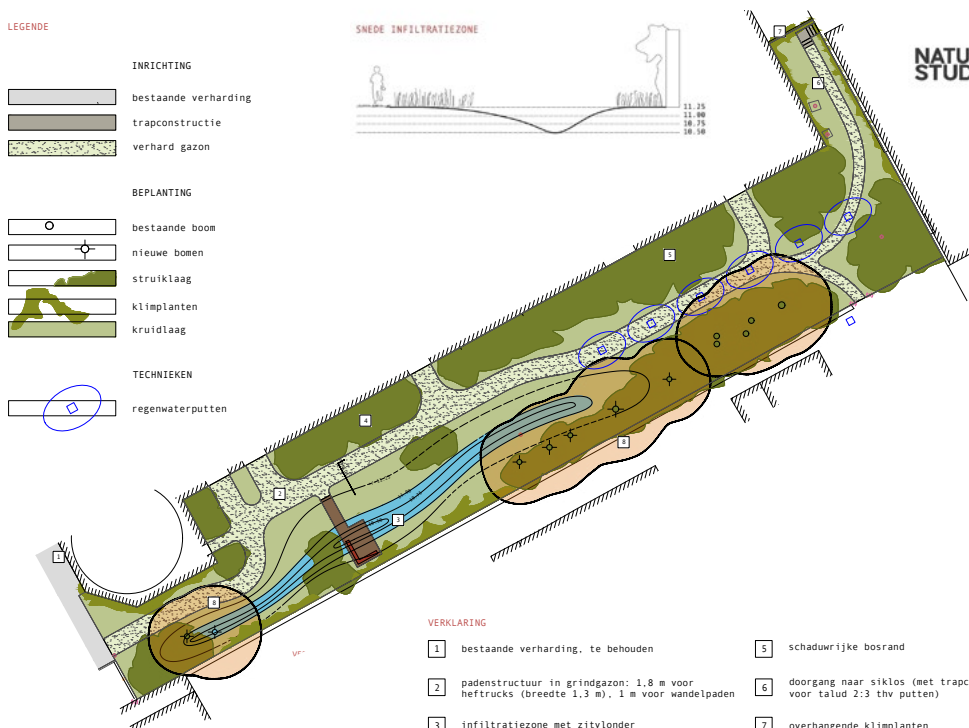 LEGENDE
INRICHTING
bestaande verharding
trapconstructie
verhard gazon
BEPLANTING
bestaande boom
nieuwe bomen
struiklaag
klimplanten
kruidlaag
TECHNIEKEN
regenwaterputten
SNEDE INFILTRATIEZONE
11.25
11.00
10.75
10.50
NATU
STUD
7
6
5
4
2
3
8
1
8
VERKLARING
1 bestaande verharding, te behouden
2 padenstructuur in grindgazon: 1,8 m voor
heftrucks (breedte 1,3 m), 1 m voor wandelpaden
3 infiltratiezone met zitvlonder
5 schaduwrijke bosrand
6 doorgang naar siklos (met trapc
voor talud 2:3 thv putten)
7 overhangende klimplanten